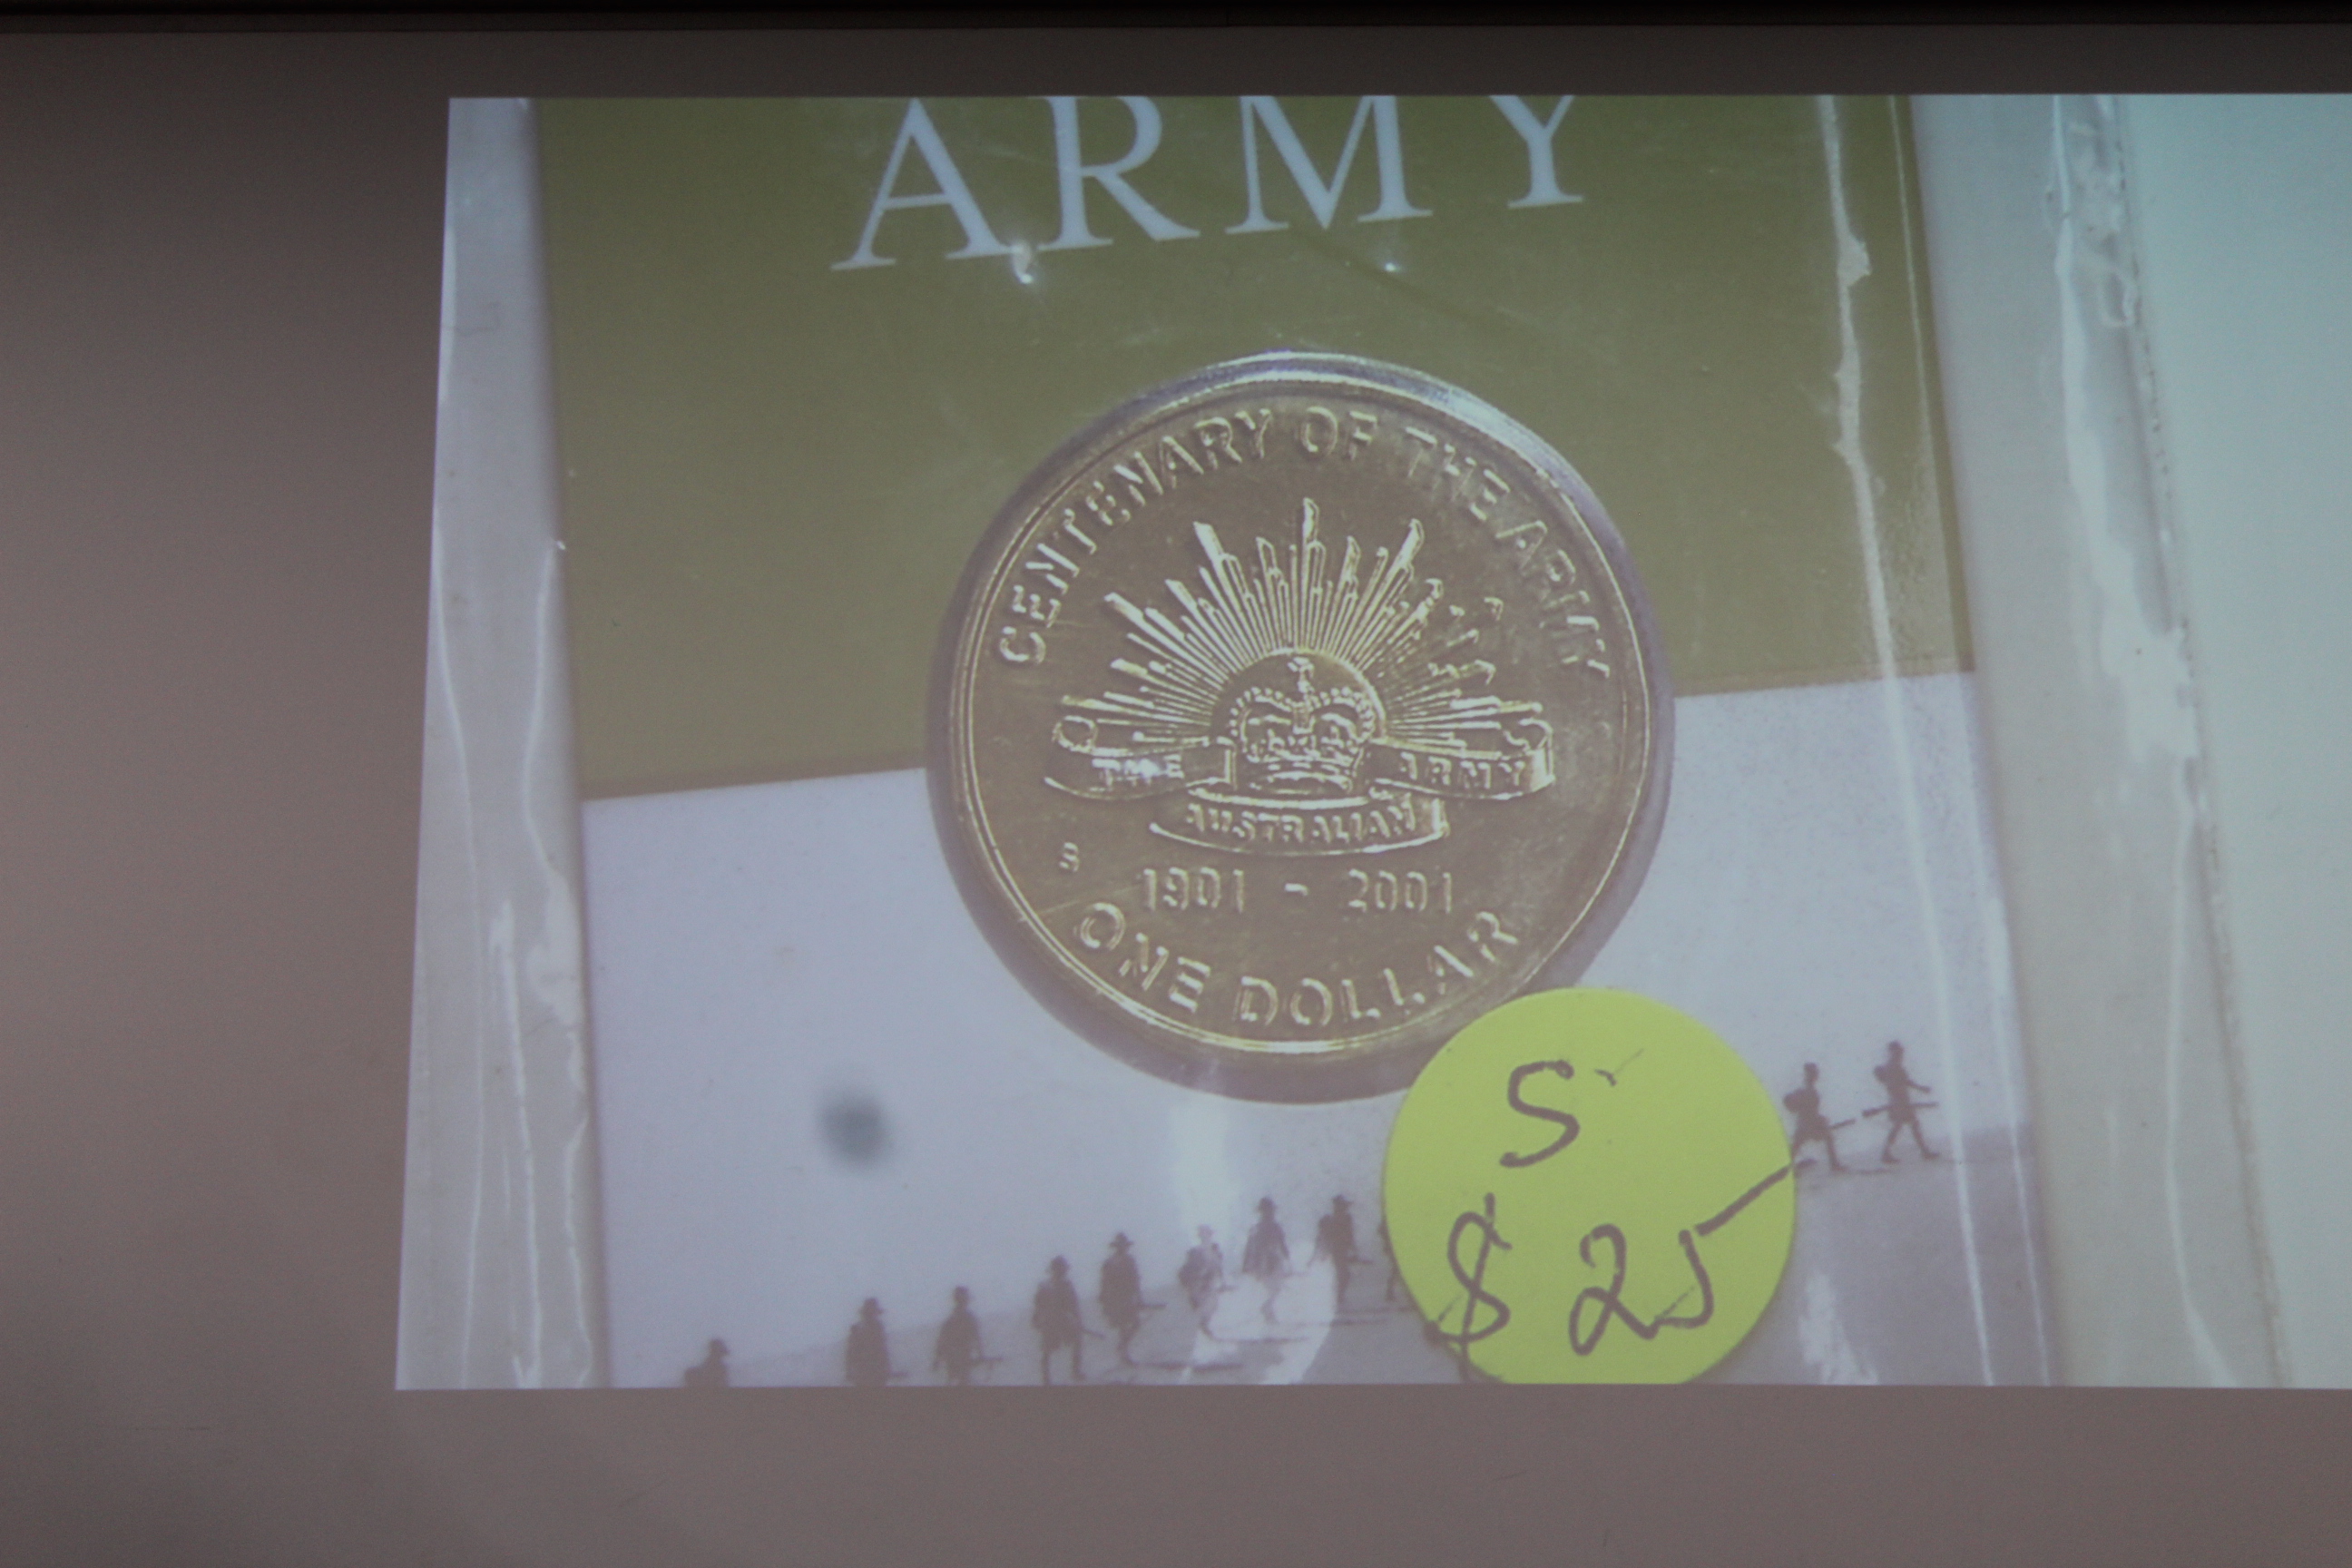 ARMY
CENTENARY OF THE ARMY
THE ARMY
AUSTRALIAN
1901 - 2001
ONE DOLLAR
S
$ 25